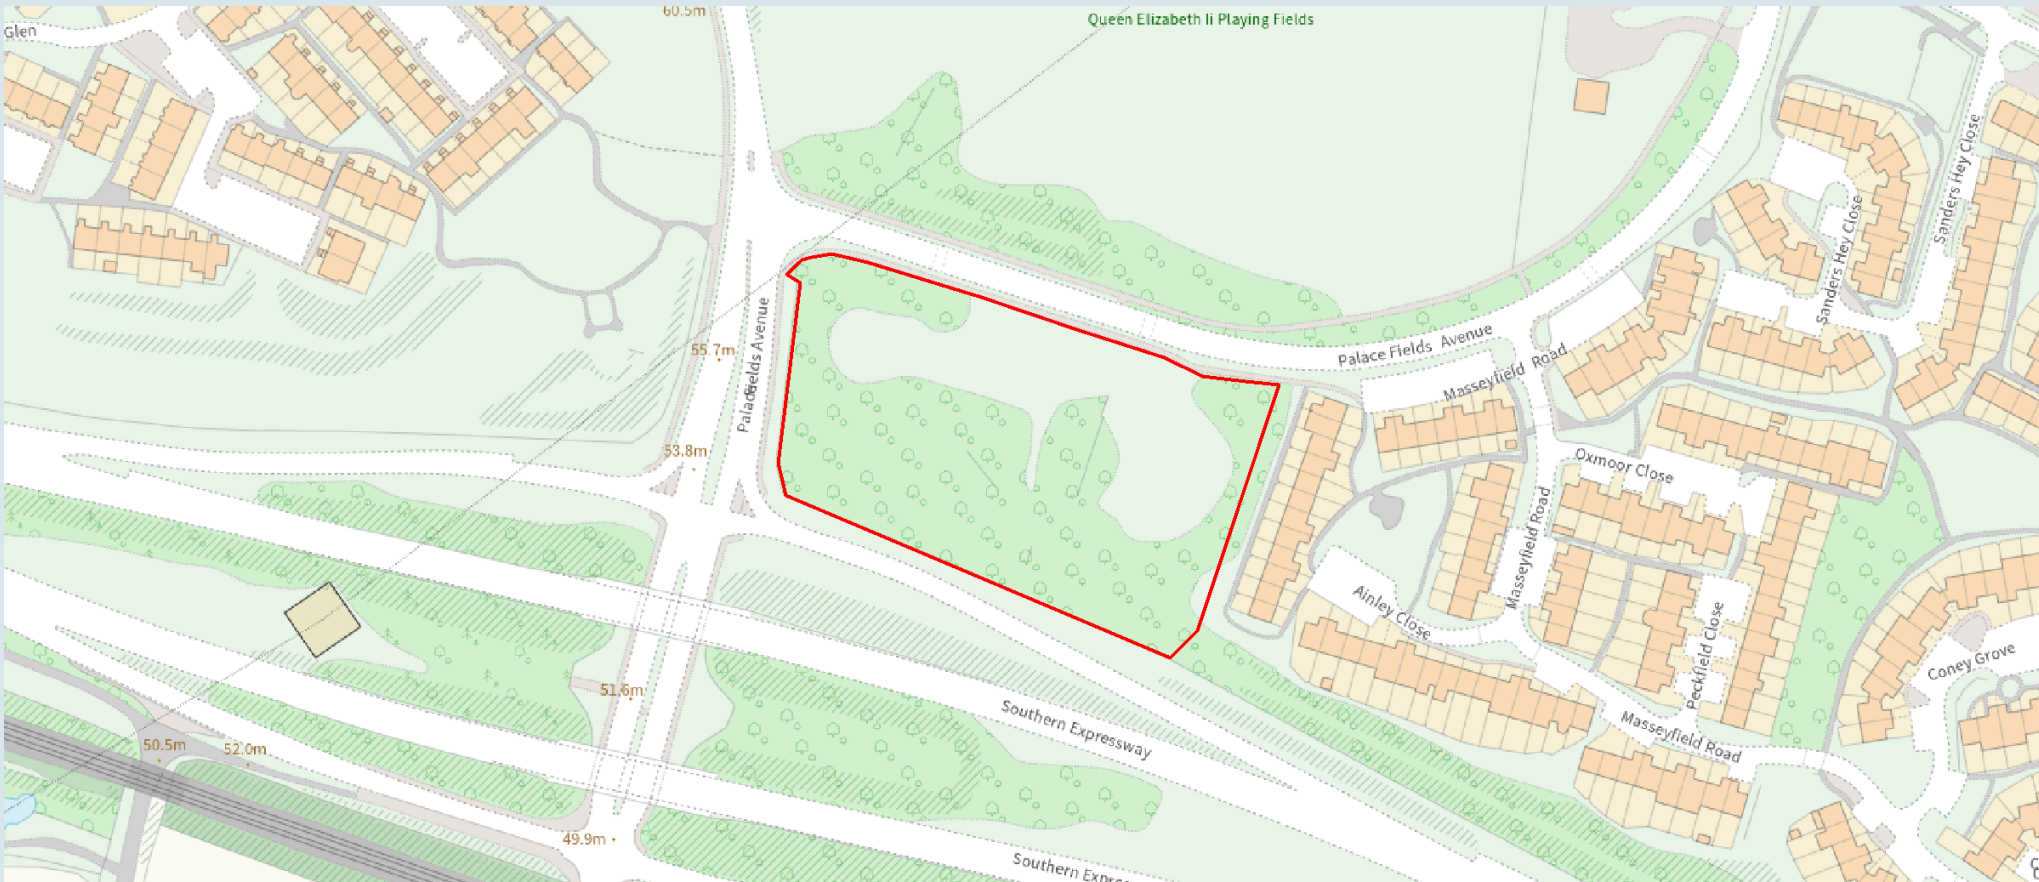 60.5m
Queen Elizabeth Ii Playing Fields
Glen
Sanders Hey Close
Sanders Hey Close
Palace Fields Avenue
Masseyfield Road
55.7m
Avenue
53.8m
Oxmoor Close
Masseyfield Road
Ainley Close
Peckfield Close
Coney Grove
51.6m
Southern Expressway
Masseyfield Road
50.5m
52.0m
49.9m
Southern Expre